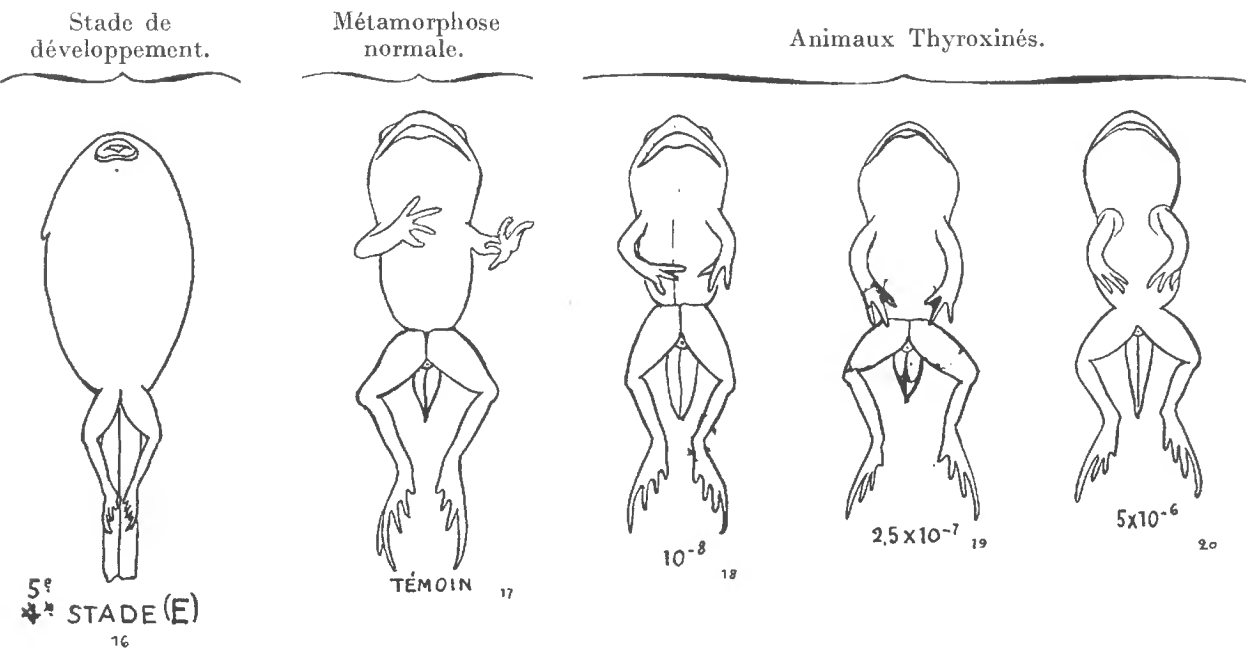 Stade de
développement.
Métamorphose
normale.
Animaux Thyroxinés.
5e
STADE (E)
16
TÉMOIN
17
10⁻⁸
18
2,5 x 10⁻⁷
19
5x10⁻⁶
20